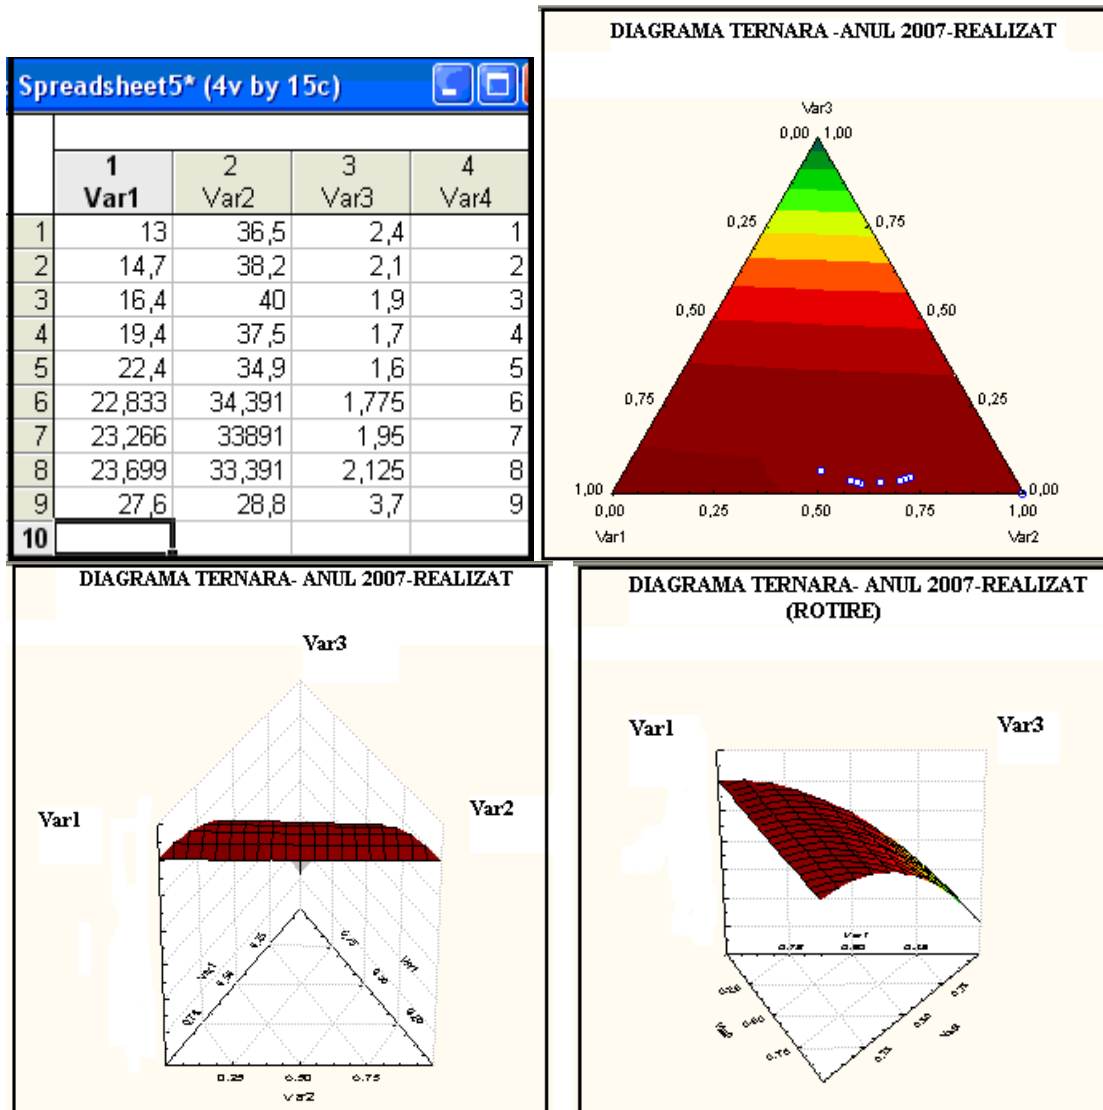 Spreadsheet5* (4v by 15c)
1 2 3 4
Var1 Var2 Var3 Var4
1 13 36,5 2,4 1
2 14,7 38,2 2,1 2
3 16,4 40 1,9 3
4 19,4 37,5 1,7 4
5 22,4 34,9 1,6 5
6 22,833 34,391 1,775 6
7 23,266 33891 1,95 7
8 23,699 33,391 2,125 8
9 27,6 28,8 3,7 9
10
DIAGRAMA TERNARA -ANUL 2007-REALIZAT
Var3
0,00 1,00
0,25 0,75
0,50 0,50
0,75 0,25
1,00 0,00
0,00 0,25 0,50 0,75 1,00
Var1 Var2
DIAGRAMA TERNARA- ANUL 2007-REALIZAT
Var3
Var1 Var2
0.25 0.50 0.75
Var2
DIAGRAMA TERNARA- ANUL 2007-REALIZAT
(ROTIRE)
Var1 Var3
Var1
0.75